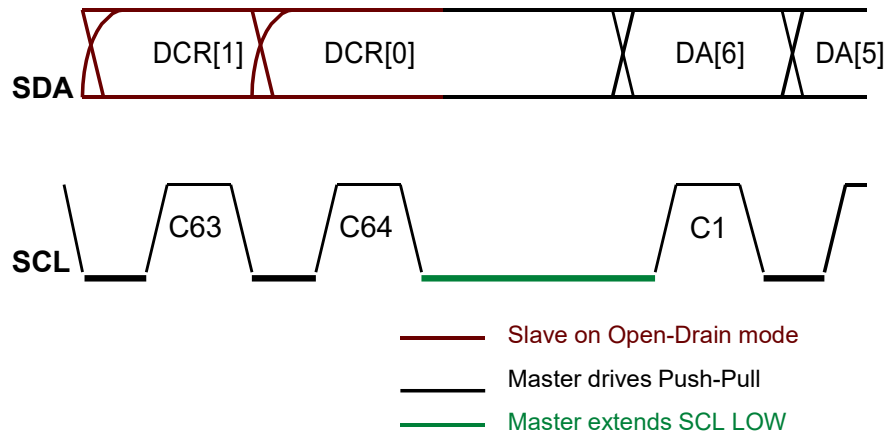 DCR[1] DCR[0] DA[6] DA[5]
SDA
C63 C64 C1
SCL
Slave on Open-Drain mode
Master drives Push-Pull
Master extends SCL LOW